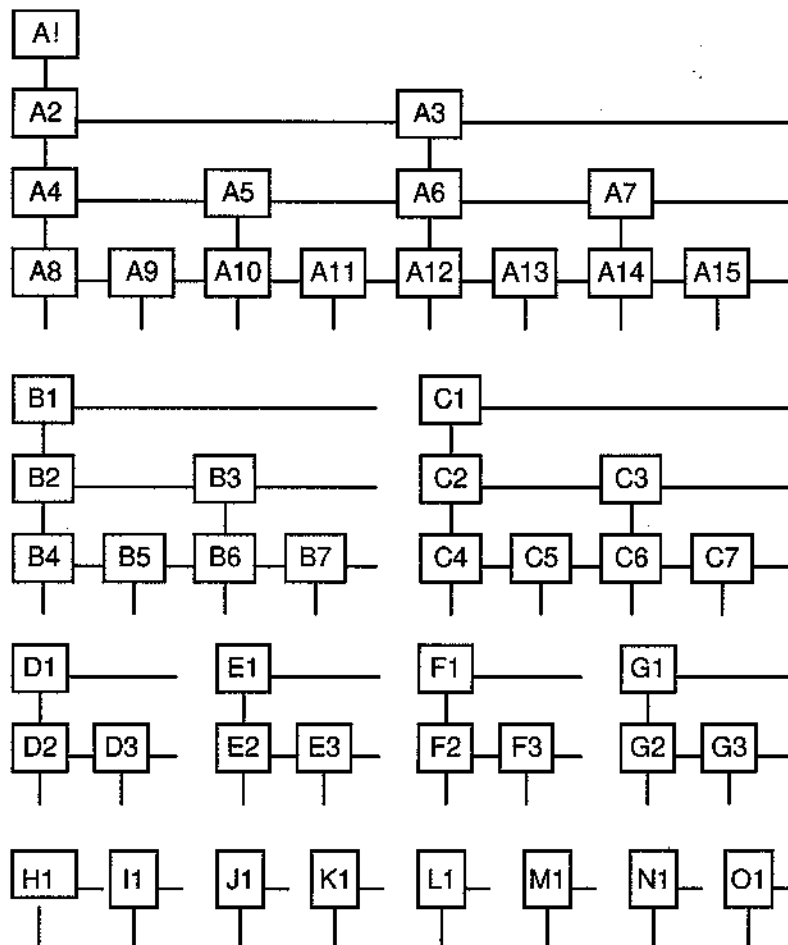 A!
A2 A3
A4 A5 A6 A7
A8 A9 A10 A11 A12 A13 A14 A15
B1 C1
B2 B3 C2 C3
B4 B5 B6 B7 C4 C5 C6 C7
D1 E1 F1 G1
D2 D3 E2 E3 F2 F3 G2 G3
H1 I1 J1 K1 L1 M1 N1 O1